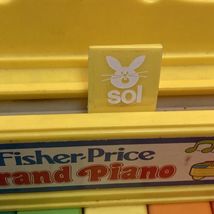 sol
Fisher-Price
Grand Piano